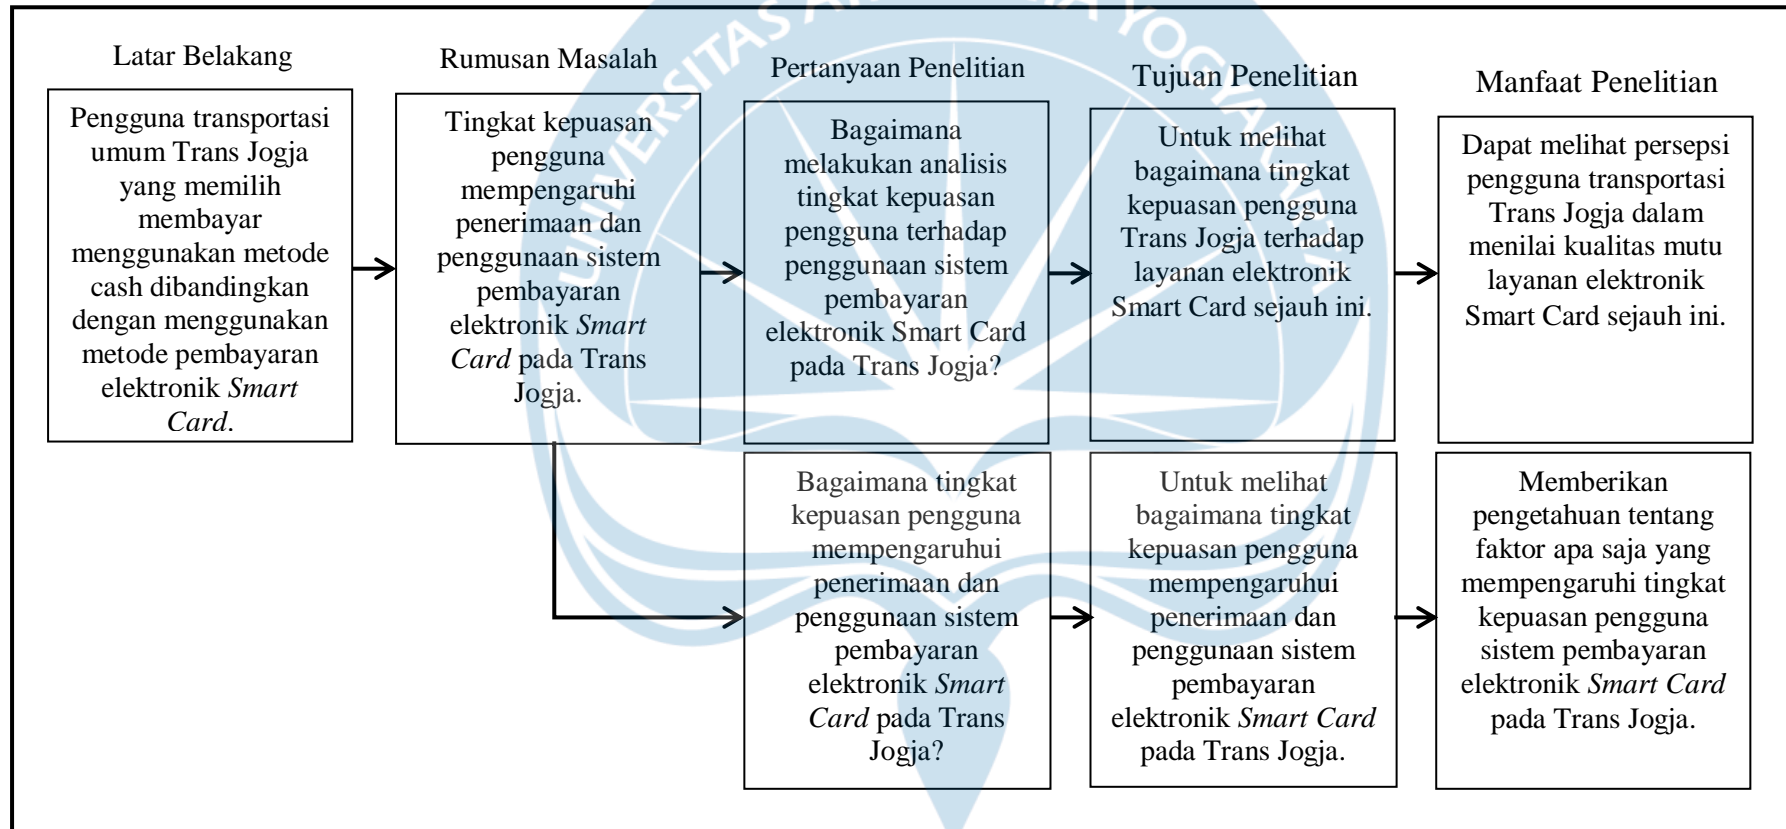 Latar Belakang
Pengguna transportasi
umum Trans Jogja
yang memilih
membayar
menggunakan metode
cash dibandingkan
dengan menggunakan
metode pembayaran
elektronik Smart
Card.
Rumusan Masalah
Tingkat kepuasan
pengguna
mempengaruhi
penerimaan dan
penggunaan sistem
pembayaran
elektronik Smart
Card pada Trans
Jogja.
Pertanyaan Penelitian
Bagaimana
melakukan analisis
tingkat kepuasan
pengguna terhadap
penggunaan sistem
pembayaran
elektronik Smart Card
pada Trans Jogja?
Tujuan Penelitian
Untuk melihat
bagaimana tingkat
kepuasan pengguna
Trans Jogja terhadap
layanan elektronik
Smart Card sejauh ini.
Manfaat Penelitian
Dapat melihat persepsi
pengguna transportasi
Trans Jogja dalam
menilai kualitas mutu
layanan elektronik
Smart Card sejauh ini.
Bagaimana tingkat
kepuasan pengguna
mempengaruhui
penerimaan dan
penggunaan sistem
pembayaran
elektronik Smart
Card pada Trans
Jogja?
Untuk melihat
bagaimana tingkat
kepuasan pengguna
mempengaruhui
penerimaan dan
penggunaan sistem
pembayaran
elektronik Smart Card
pada Trans Jogja.
Memberikan
pengetahuan tentang
faktor apa saja yang
mempengaruhi tingkat
kepuasan pengguna
sistem pembayaran
elektronik Smart Card
pada Trans Jogja.
UNIVERSITAS YOGYAKARTA